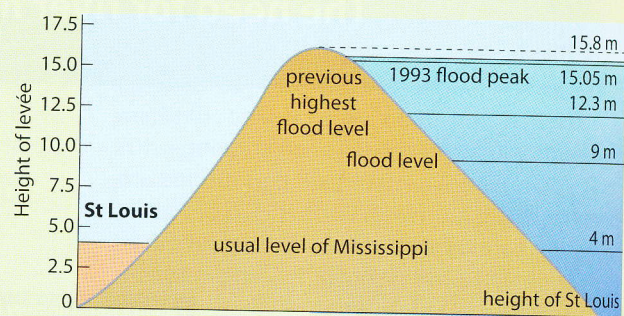 17.5
15.8 m
15.0
previous
1993 flood peak 15.05 m
highest
12.5
12.3 m
flood level
10.0
flood level
9 m
7.5
Height of levée
St Louis
5.0
usual level of Mississippi
4 m
2.5
0
height of St Louis